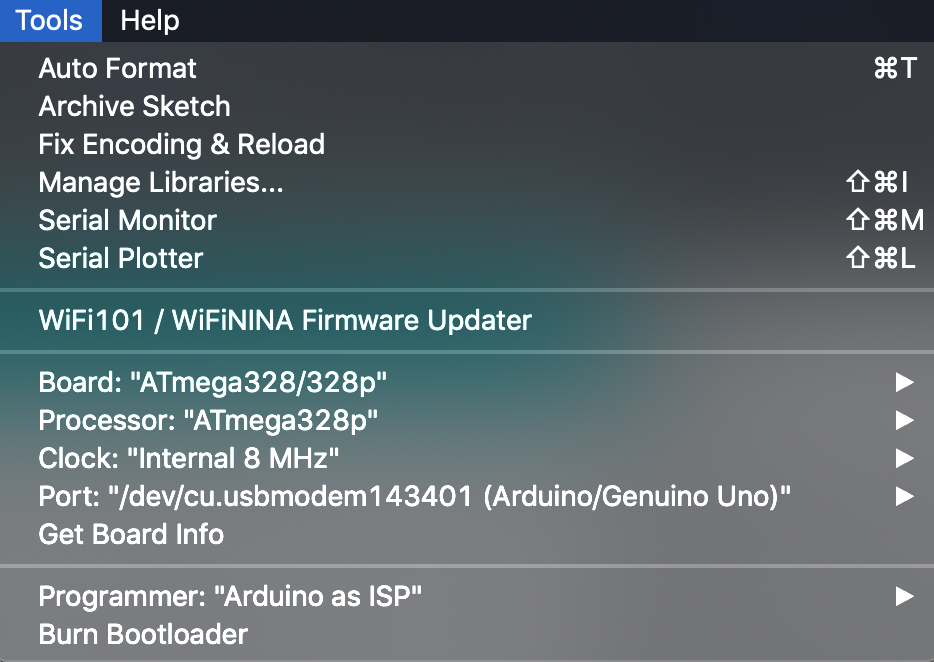 Tools Help
Auto Format ⌘T
Archive Sketch
Fix Encoding & Reload
Manage Libraries... ⇧⌘I
Serial Monitor ⇧⌘M
Serial Plotter ⇧⌘L
WiFi101 / WiFiNINA Firmware Updater
Board: "ATmega328/328p" ▶
Processor: "ATmega328p" ▶
Clock: "Internal 8 MHz" ▶
Port: "/dev/cu.usbmodem143401 (Arduino/Genuino Uno)" ▶
Get Board Info
Programmer: "Arduino as ISP" ▶
Burn Bootloader